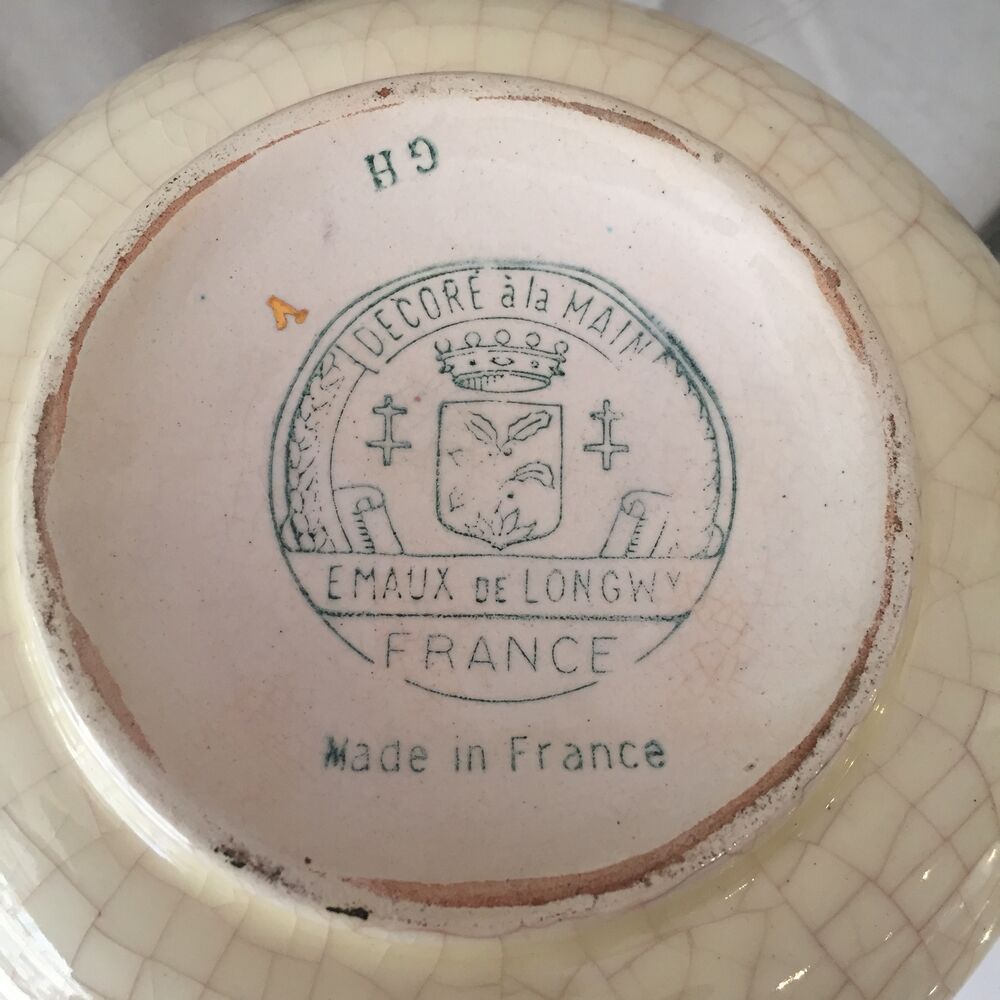 GH
V
DECORÉ à la MAIN
EMAUX DE LONGWY
FRANCE
Made in France